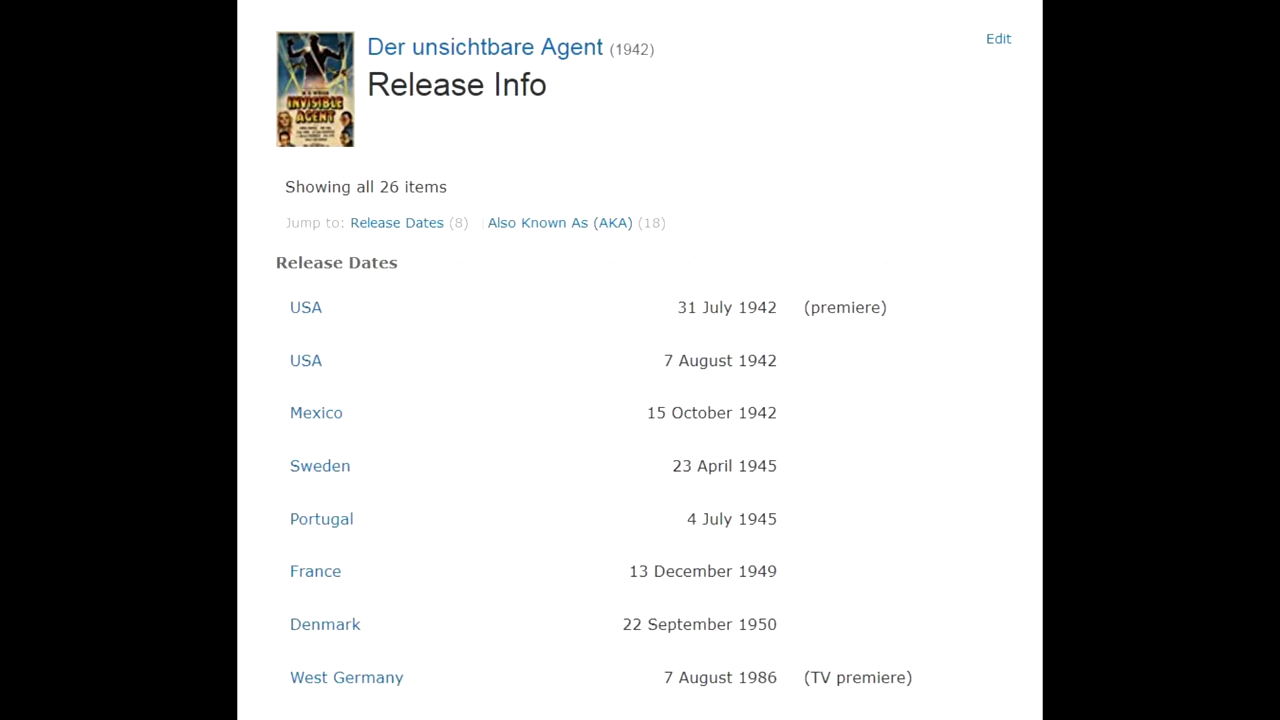 Der unsichtbare Agent (1942)
Edit
Release Info
INVISIBLE
AGENT
Showing all 26 items
Jump to: Release Dates (8) | Also Known As (AKA) (18)
Release Dates
USA 31 July 1942 (premiere)
USA 7 August 1942
Mexico 15 October 1942
Sweden 23 April 1945
Portugal 4 July 1945
France 13 December 1949
Denmark 22 September 1950
West Germany 7 August 1986 (TV premiere)